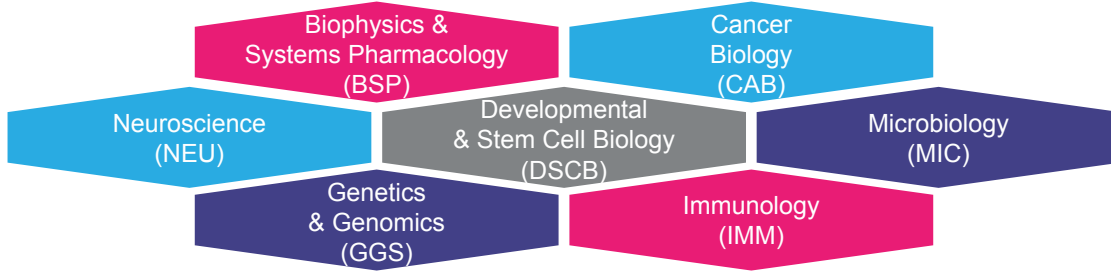 Biophysics &
Systems Pharmacology
(BSP)
Cancer
Biology
(CAB)
Neuroscience
(NEU)
Developmental
& Stem Cell Biology
(DSCB)
Microbiology
(MIC)
Genetics
& Genomics
(GGS)
Immunology
(IMM)